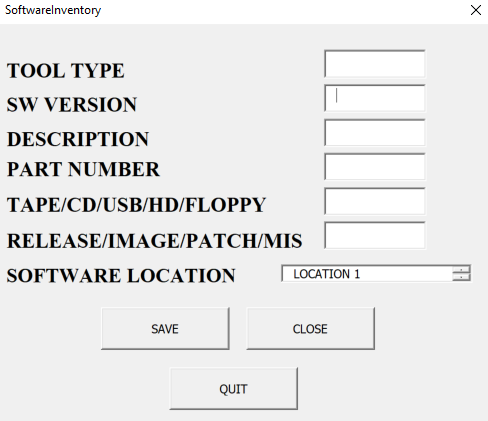 SoftwareInventory
TOOL TYPE
SW VERSION
DESCRIPTION
PART NUMBER
TAPE/CD/USB/HD/FLOPPY
RELEASE/IMAGE/PATCH/MIS
SOFTWARE LOCATION LOCATION 1
SAVE CLOSE
QUIT